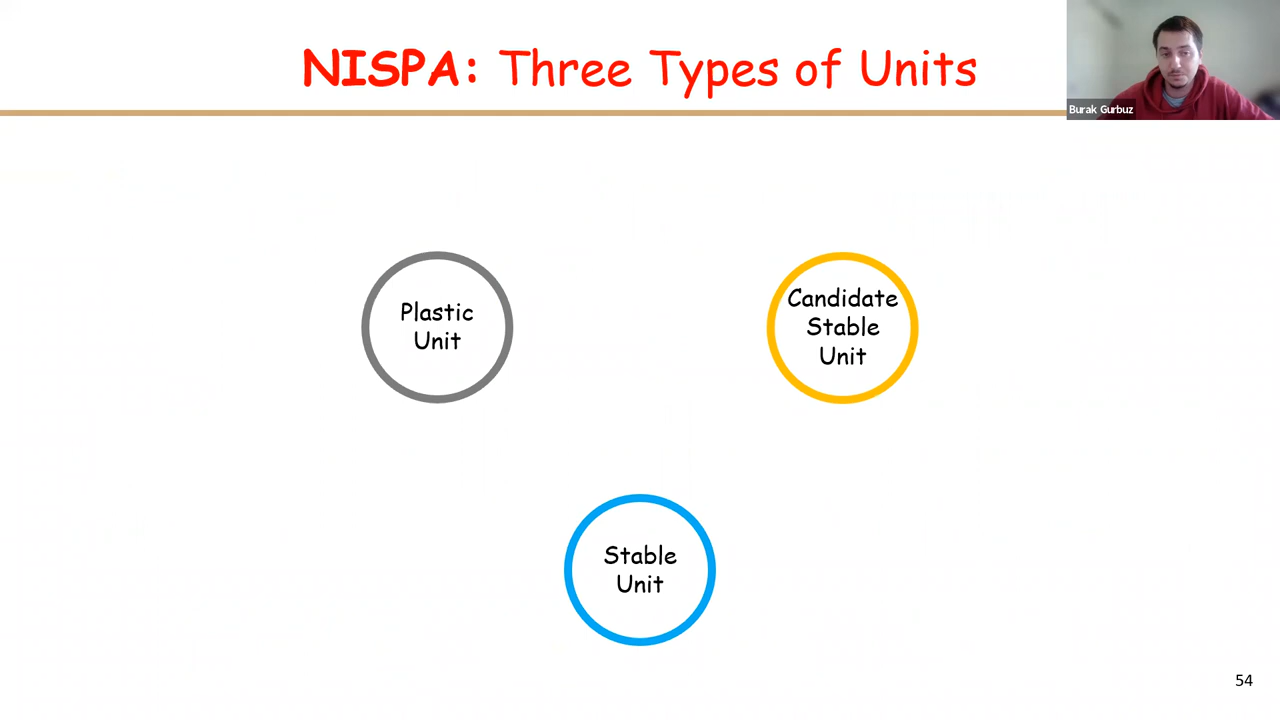 NISPA: Three Types of Units
Burak Gurbuz
Plastic
Unit
Candidate
Stable
Unit
Stable
Unit
54